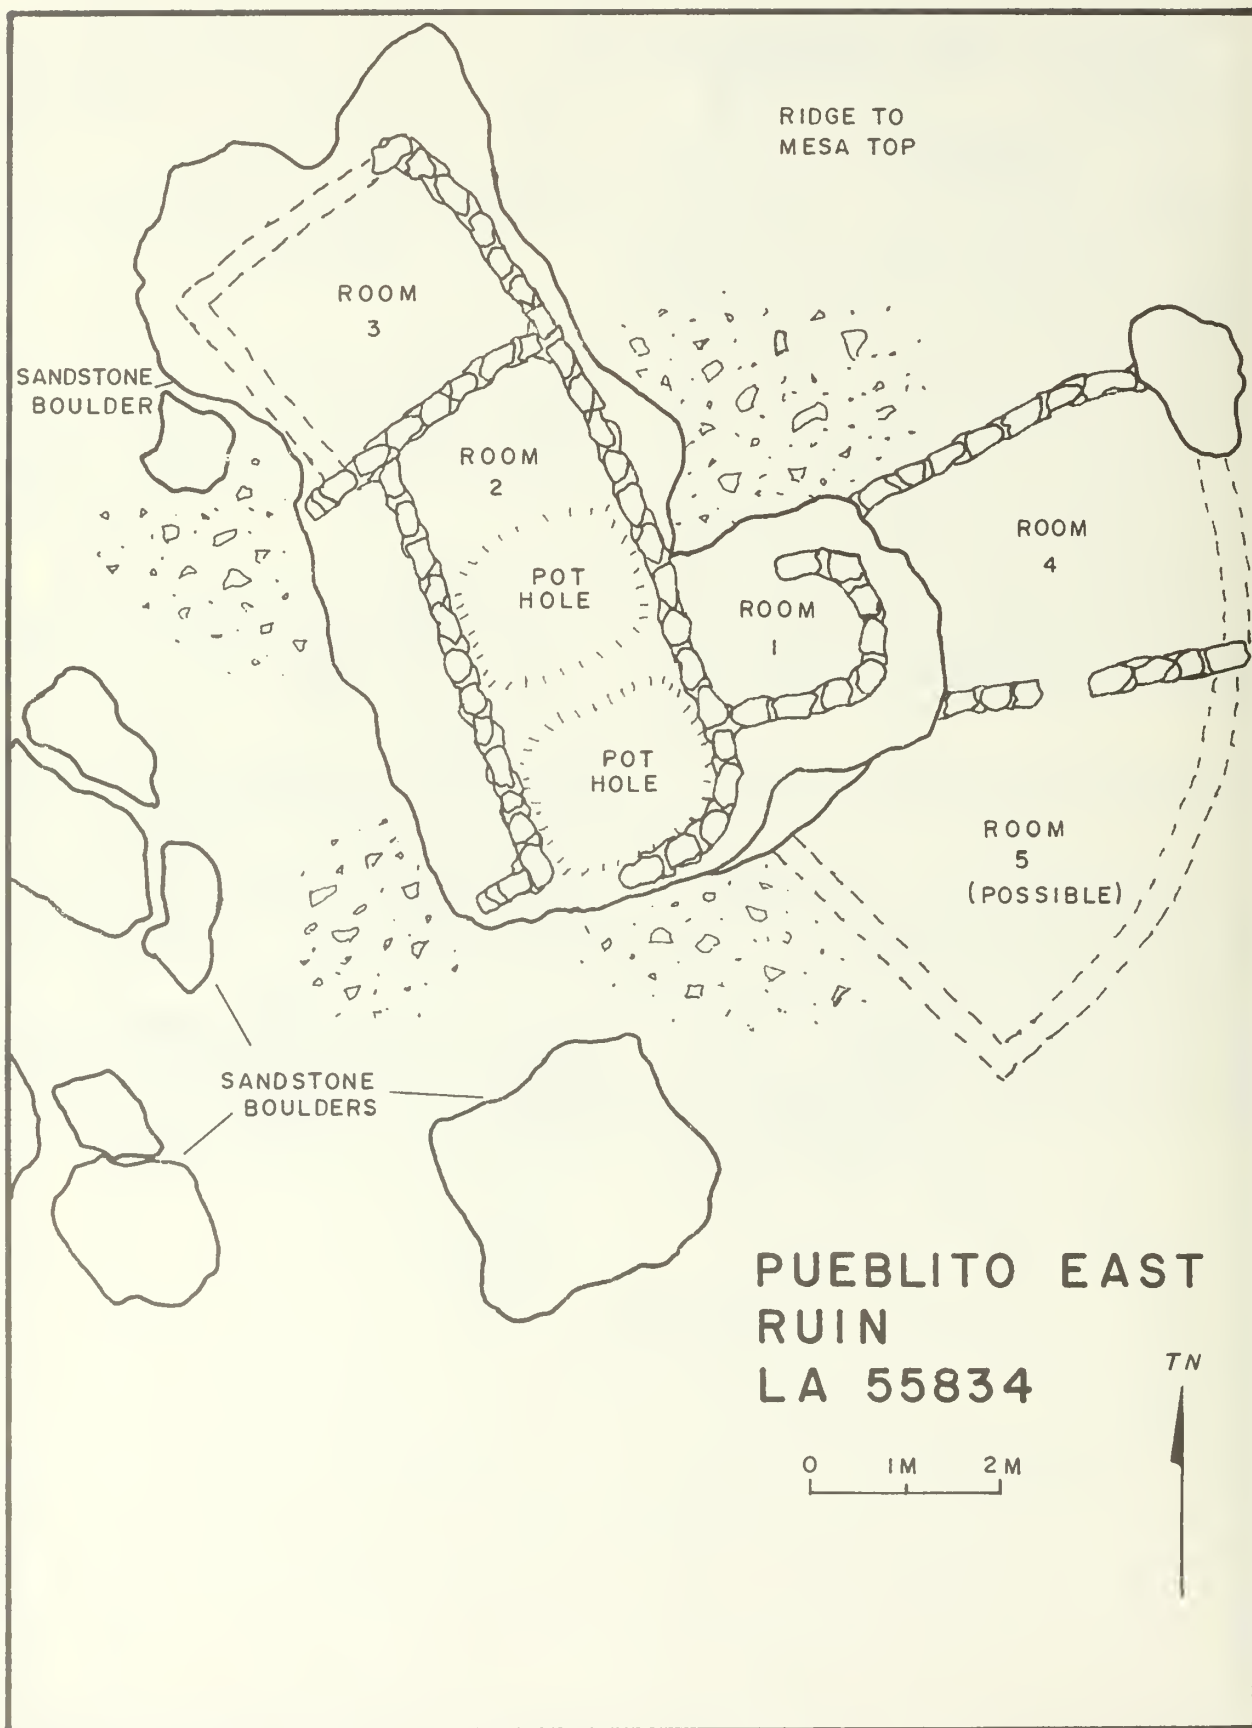 RIDGE TO
MESA TOP
ROOM
3
SANDSTONE
BOULDER
ROOM
2
ROOM
4
POT
HOLE
ROOM
1
POT
HOLE
ROOM
5
(POSSIBLE)
SANDSTONE
BOULDERS
PUEBLITO EAST
RUIN
LA 55834
TN
0 1M 2M